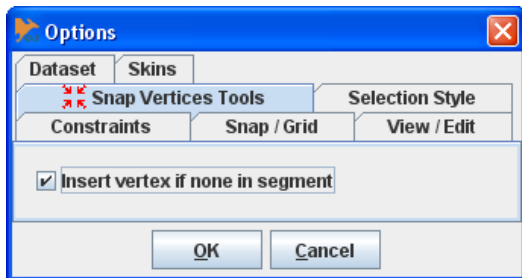 Options
Dataset Skins
Snap Vertices Tools Selection Style
Constraints Snap / Grid View / Edit
Insert vertex if none in segment
OK Cancel